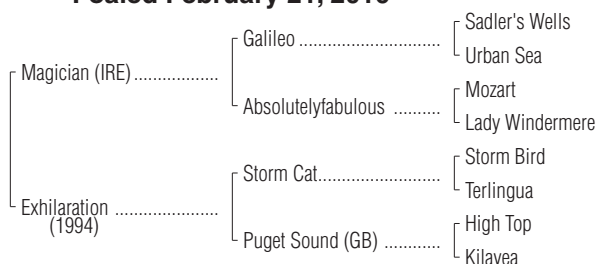 Foaled February 21,
Sadler's Wells
Galileo
Urban Sea
Magician (IRE)
Mozart
Absolutelyfabulous
Lady Windermere
Storm Bird
Storm Cat
Terlingua
Exhilaration
(1994)
High Top
Puget Sound (GB)
Kilavea